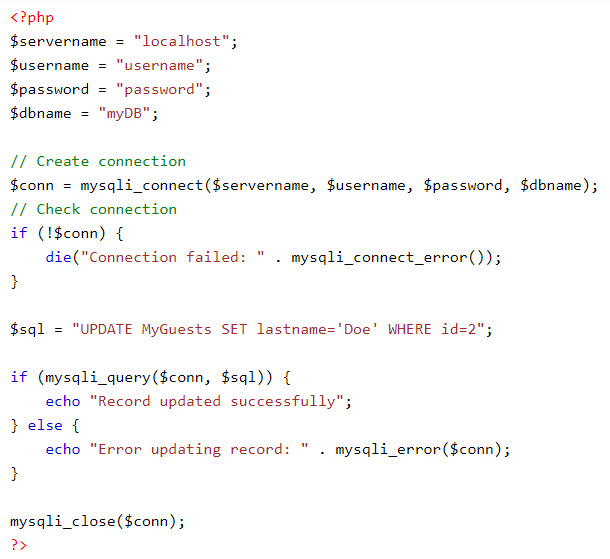 <?php
$servername = "localhost";
$username = "username";
$password = "password";
$dbname = "myDB";

// Create connection
$conn = mysqli_connect($servername, $username, $password, $dbname);
// Check connection
if (!$conn) {
    die("Connection failed: " . mysqli_connect_error());
}

$sql = "UPDATE MyGuests SET lastname='Doe' WHERE id=2";

if (mysqli_query($conn, $sql)) {
    echo "Record updated successfully";
} else {
    echo "Error updating record: " . mysqli_error($conn);
}

mysqli_close($conn);
?>